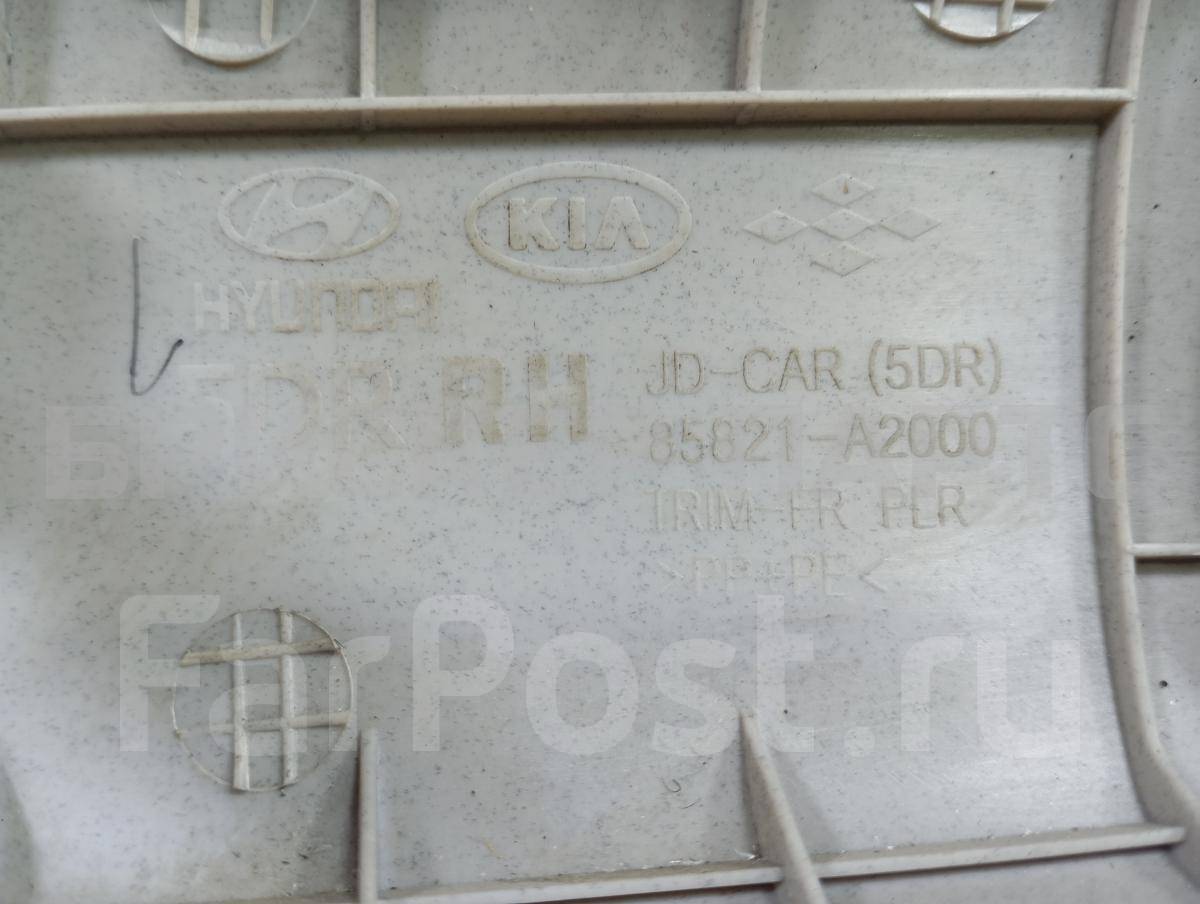 KIA
HYUNDAI
5DR RH
JD-CAR (5DR)
85821-A2000
TRIM-FR PLR
>PP+PE<
FarPost.ru